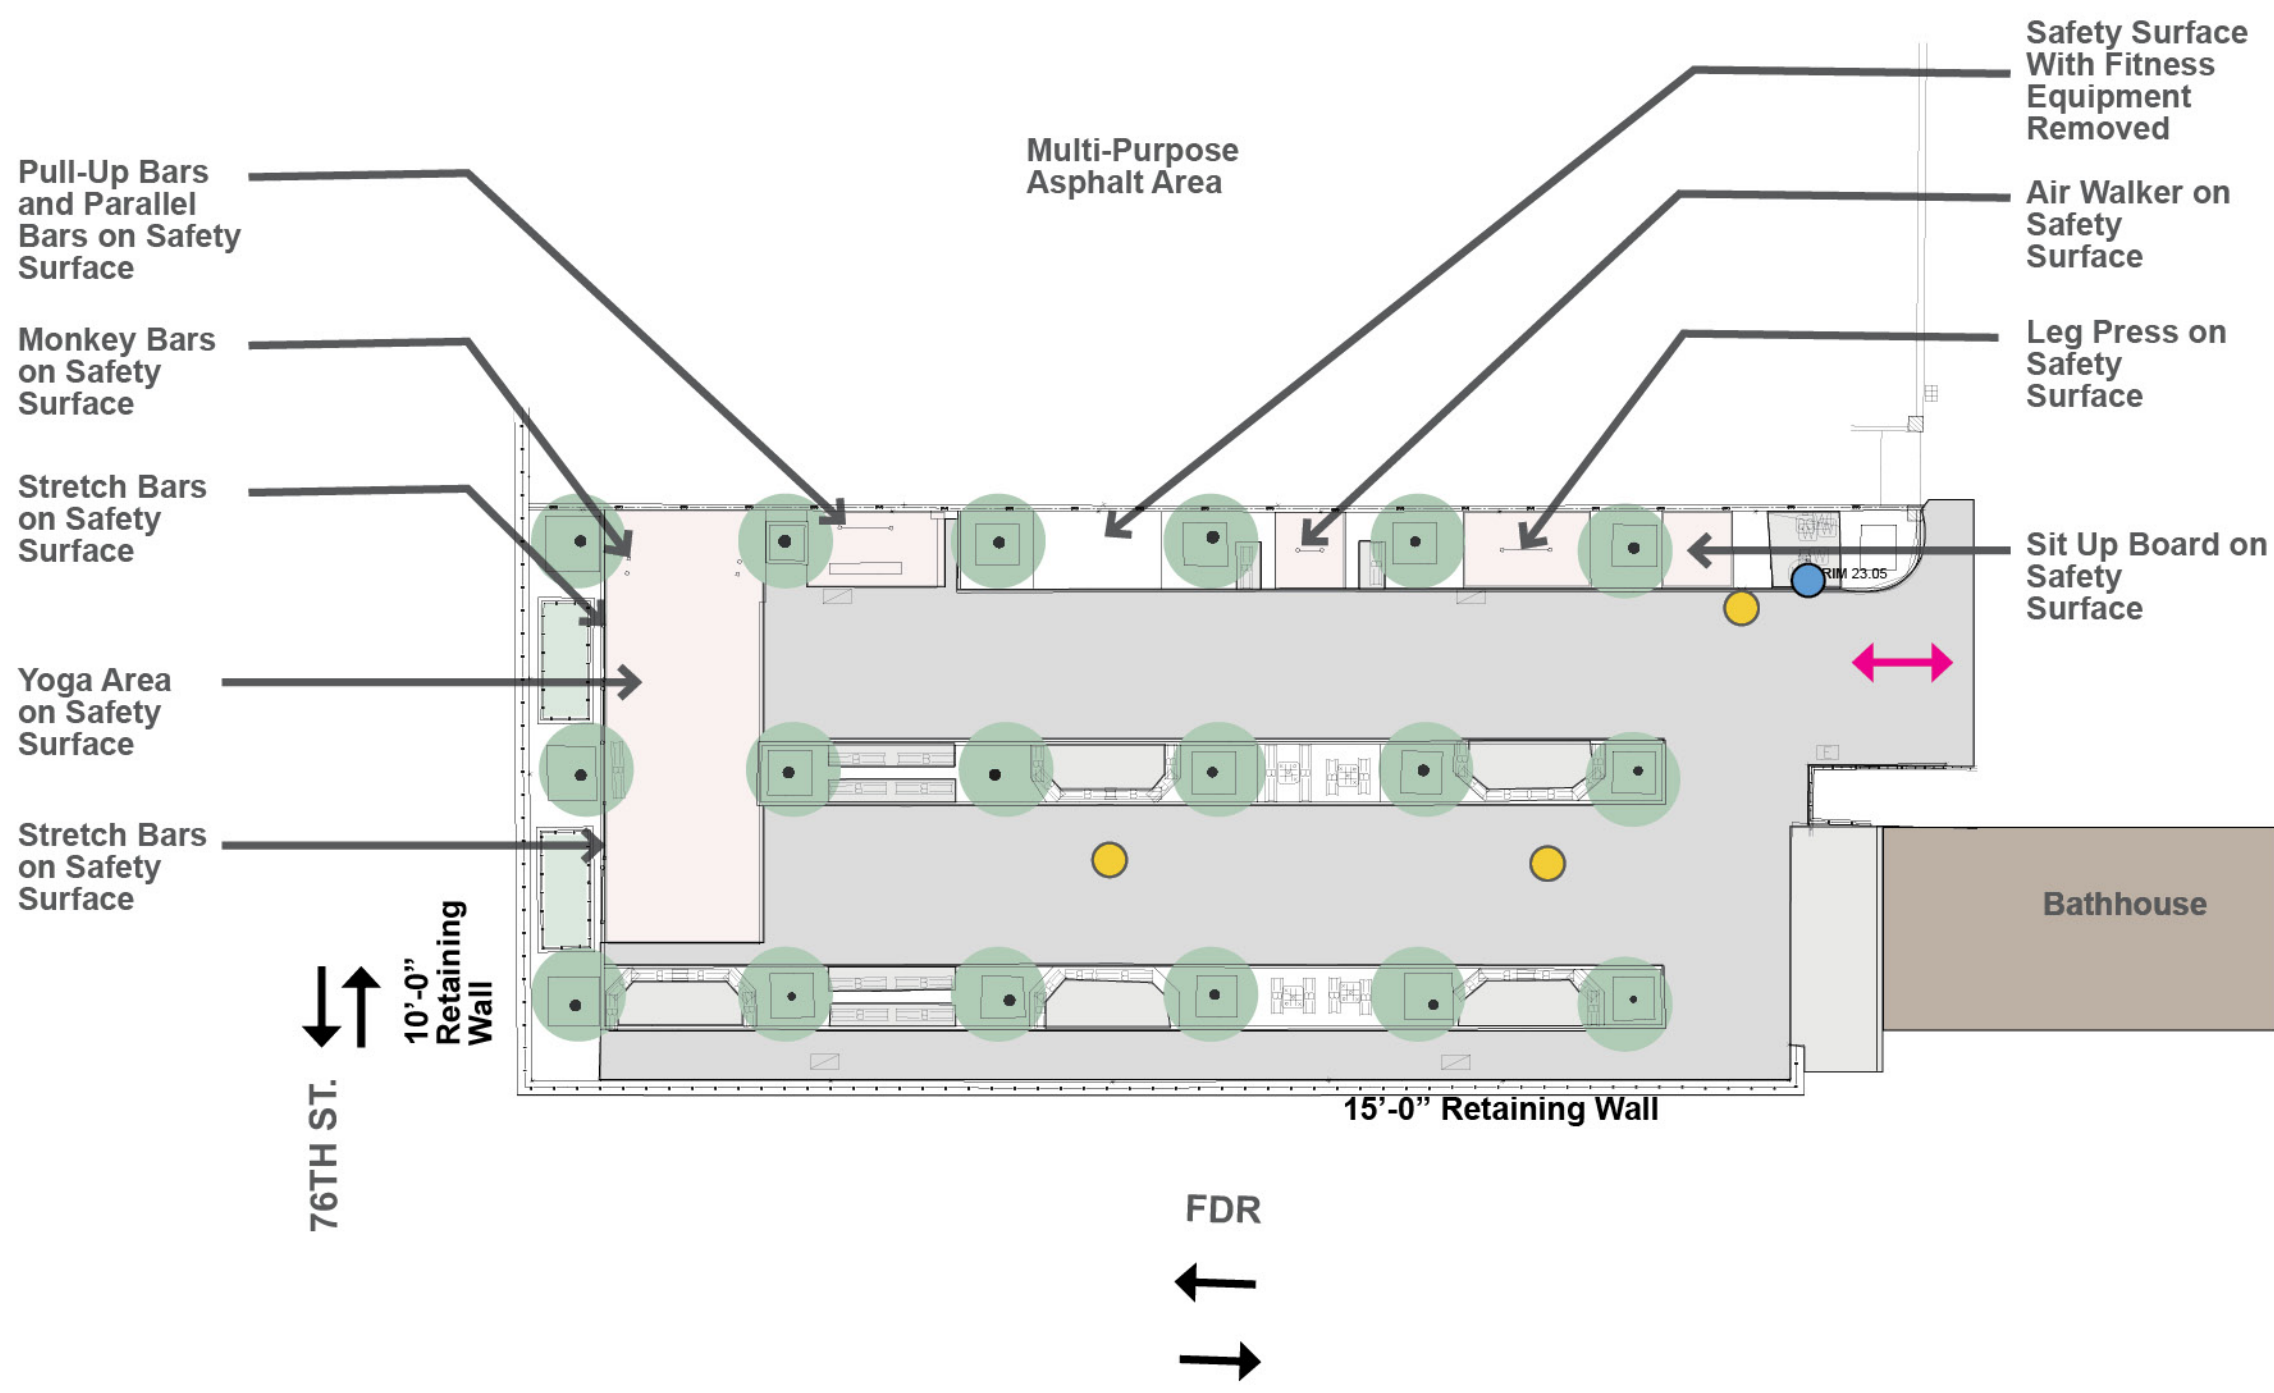 Safety Surface
With Fitness
Equipment
Removed
Multi-Purpose
Asphalt Area
Pull-Up Bars
and Parallel
Bars on Safety
Surface
Air Walker on
Safety
Surface
Monkey Bars
on Safety
Surface
Leg Press on
Safety
Surface
Stretch Bars
on Safety
Surface
Sit Up Board on
Safety
Surface
RIM 23.05
Yoga Area
on Safety
Surface
E
Stretch Bars
on Safety
Surface
Bathhouse
10’-0”
Retaining
Wall
76TH ST.
15’-0” Retaining Wall
FDR